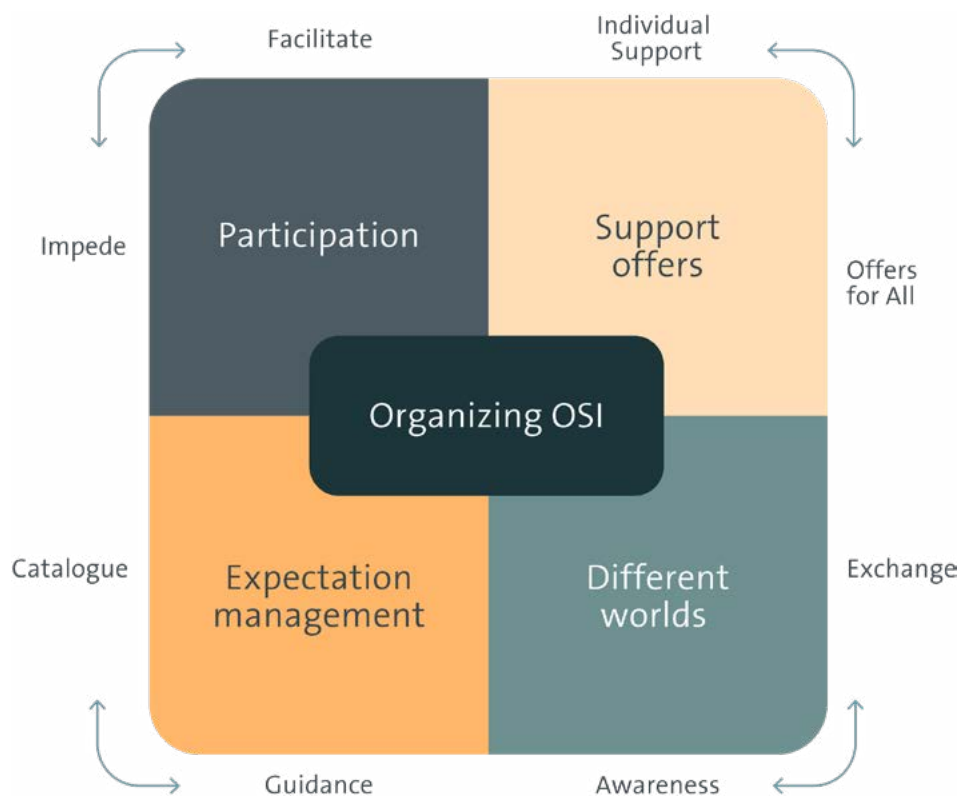 Facilitate
Individual
Support
Impede
Participation
Support
offers
Offers
for All
Organizing OSI
Catalogue
Expectation
management
Different
worlds
Exchange
Guidance
Awareness